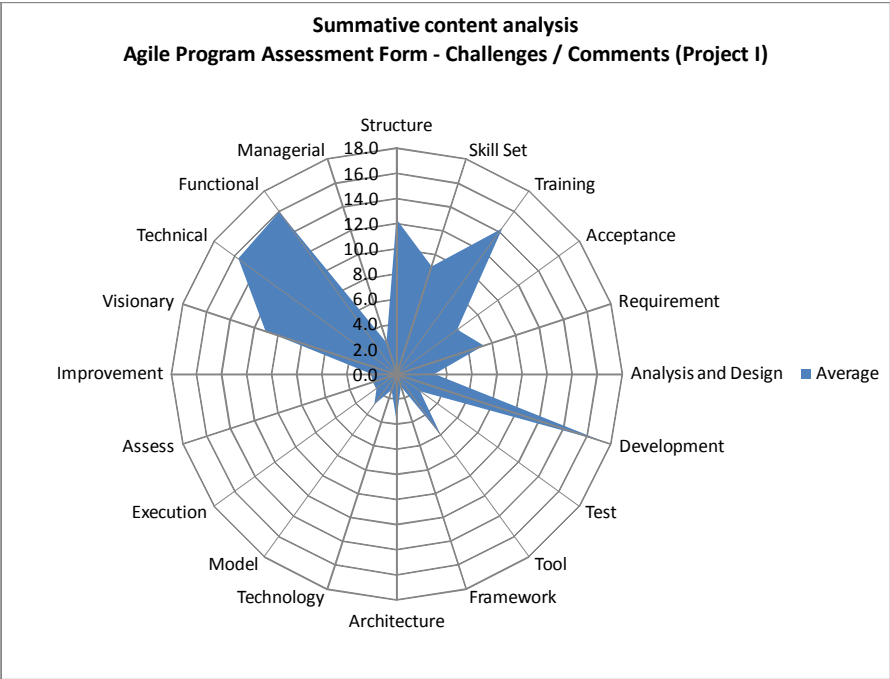 Summative content analysis
Agile Program Assessment Form - Challenges / Comments (Project I)
Structure
Managerial
18.0
Skill Set
Functional
16.0
Training
14.0
Technical
12.0
Acceptance
10.0
8.0
Visionary
6.0
Requirement
4.0
2.0
Improvement
0.0
Analysis and Design
Average
Assess
Development
Execution
Test
Model
Tool
Technology
Framework
Architecture